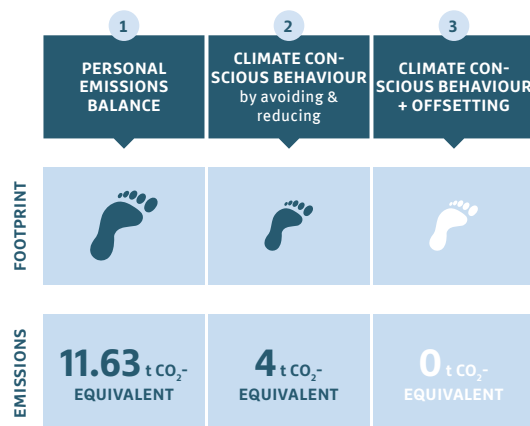 1
PERSONAL
EMISSIONS
BALANCE
2
CLIMATE CON-
SCIOUS BEHAVIOUR
by avoiding &
reducing
3
CLIMATE CON-
SCIOUS BEHAVIOUR
+ OFFSETTING
FOOTPRINT
EMISSIONS
11.63 t CO₂-
EQUIVALENT
4 t CO₂-
EQUIVALENT
0 t CO₂-
EQUIVALENT